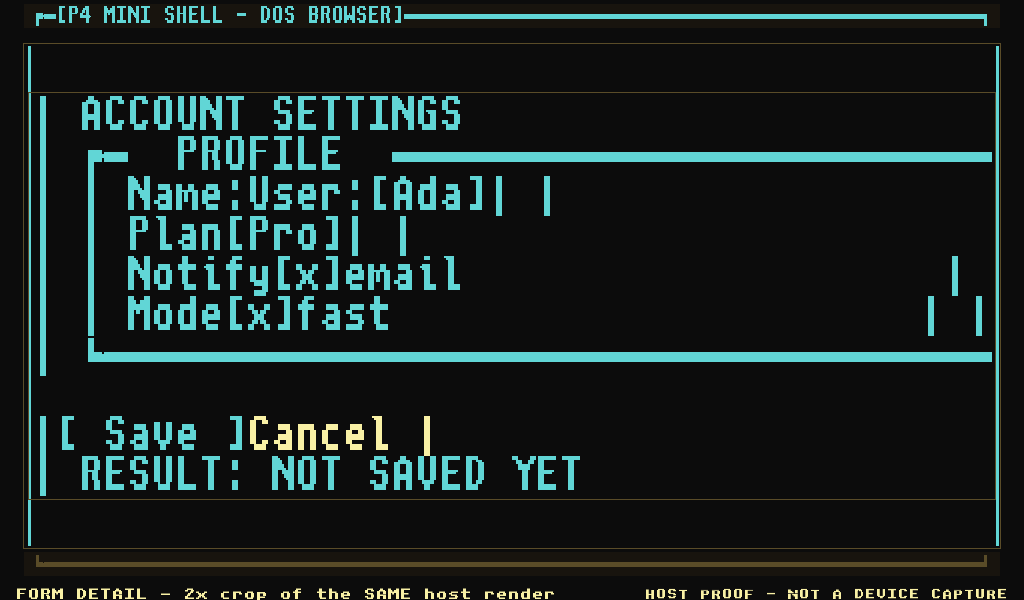 [P4 MINI SHELL - DOS BROWSER]
ACCOUNT SETTINGS
PROFILE
Name:User:[Ada]| |
Plan[Pro]| |
Notify[x]email |
Mode[x]fast | |
|[ Save ]Cancel |
RESULT: NOT SAVED YET
FORM DETAIL - 2x crop of the SAME host render
HOST PROOF - NOT A DEVICE CAPTURE